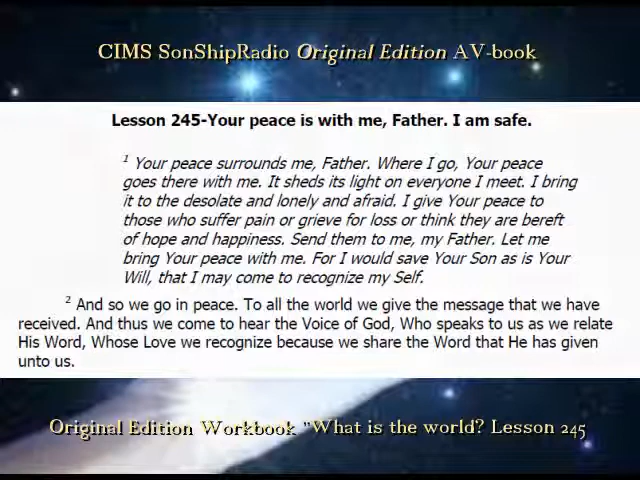 CIMS SonShipRadio Original Edition AV-book
Lesson 245-Your peace is with me, Father. I am safe.
1 Your peace surrounds me, Father. Where I go, Your peace
goes there with me. It sheds its light on everyone I meet. I bring
it to the desolate and lonely and afraid. I give Your peace to
those who suffer pain or grieve for loss or think they are bereft
of hope and happiness. Send them to me, my Father. Let me
bring Your peace with me. For I would save Your Son as is Your
Will, that I may come to recognize my Self.
2 And so we go in peace. To all the world we give the message that we have
received. And thus we come to hear the Voice of God, Who speaks to us as we relate
His Word, Whose Love we recognize because we share the Word that He has given
unto us.
Original Edition Workbook "What is the world? Lesson 245